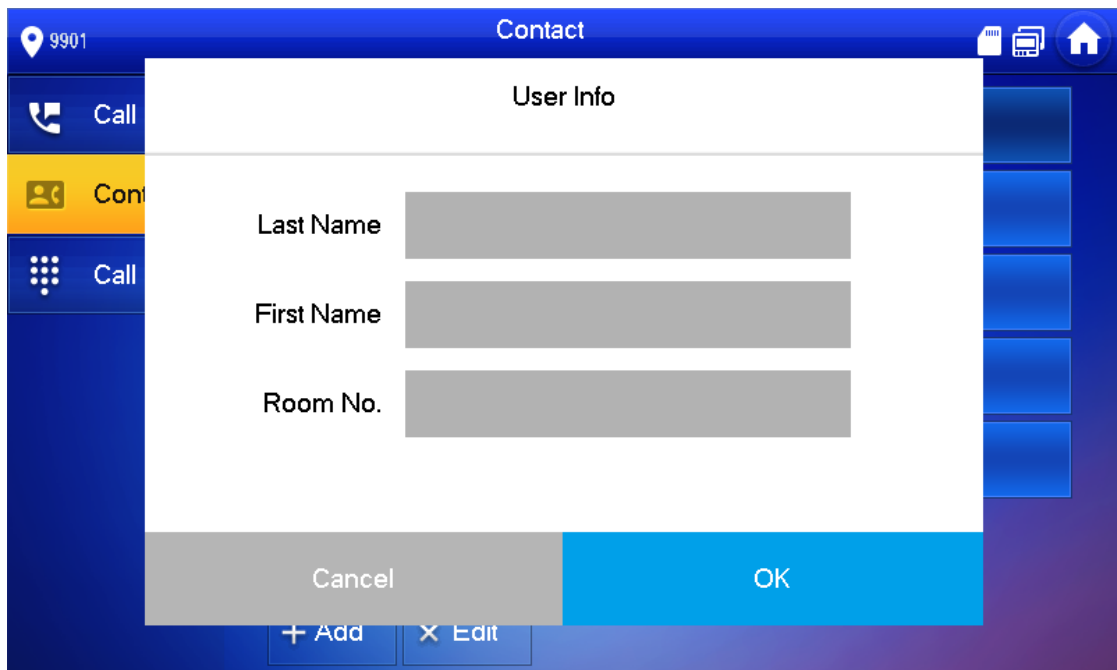 9901
Contact
User Info
Call
Cont
Call
Last Name
First Name
Room No.
Cancel
OK
+ Add
× Edit